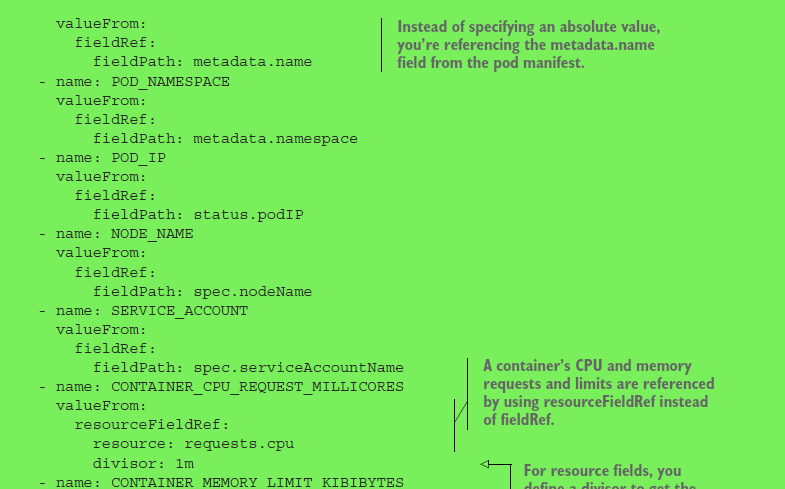 valueFrom:
fieldRef:
fieldPath: metadata.name
Instead of specifying an absolute value,
you're referencing the metadata.name
field from the pod manifest.
- name: POD_NAMESPACE
valueFrom:
fieldRef:
fieldPath: metadata.namespace
- name: POD_IP
valueFrom:
fieldRef:
fieldPath: status.podIP
- name: NODE_NAME
valueFrom:
fieldRef:
fieldPath: spec.nodeName
- name: SERVICE_ACCOUNT
valueFrom:
fieldRef:
fieldPath: spec.serviceAccountName
- name: CONTAINER_CPU_REQUEST_MILLICORES
valueFrom:
resourceFieldRef:
resource: requests.cpu
divisor: 1m
A container's CPU and memory
requests and limits are referenced
by using resourceFieldRef instead
of fieldRef.
- name: CONTAINER_MEMORY_LIMIT_KIBIBYTES
For resource fields, you
define a divisor to get the